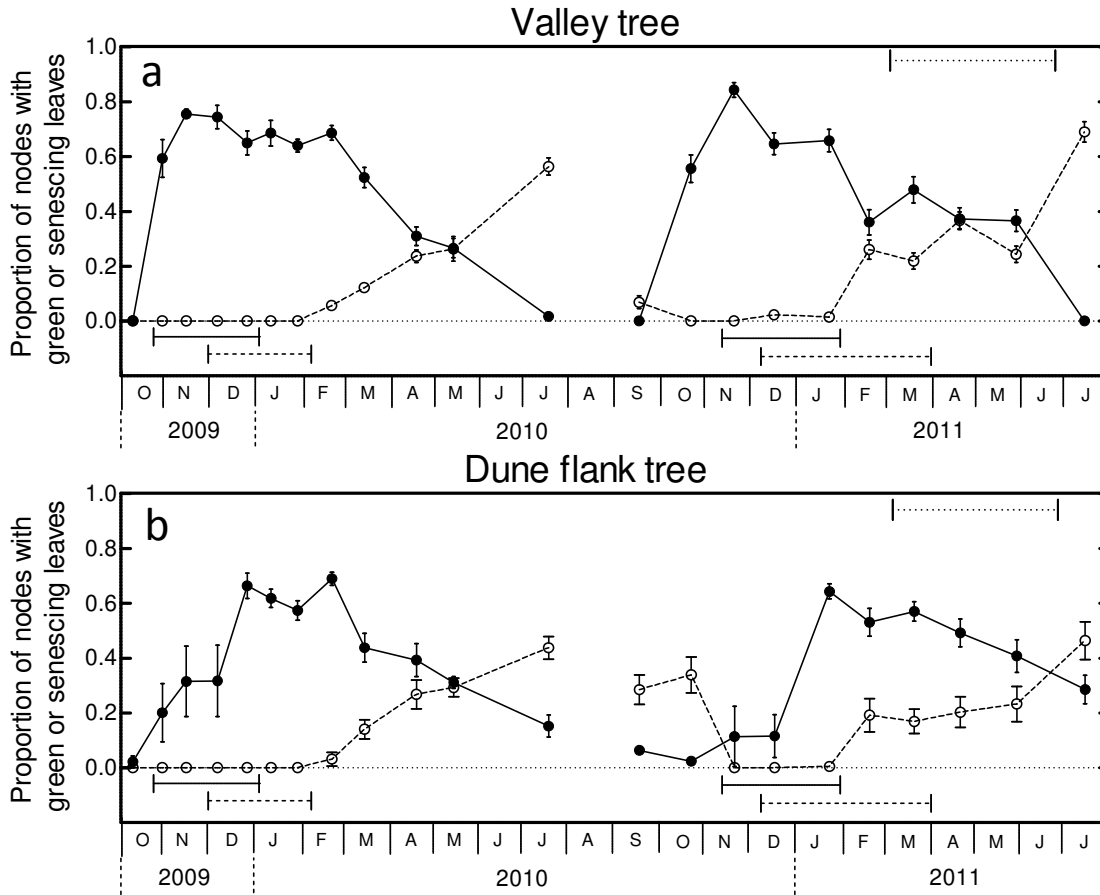 Valley tree
a
Proportion of nodes with
green or senescing leaves
1.0
0.8
0.6
0.4
0.2
0.0
O N D J F M A M J J A S O N D J F M A M J J
2009 2010 2011
Dune flank tree
b
Proportion of nodes with
green or senescing leaves
1.0
0.8
0.6
0.4
0.2
0.0
O N D J F M A M J J A S O N D J F M A M J J
2009 2010 2011